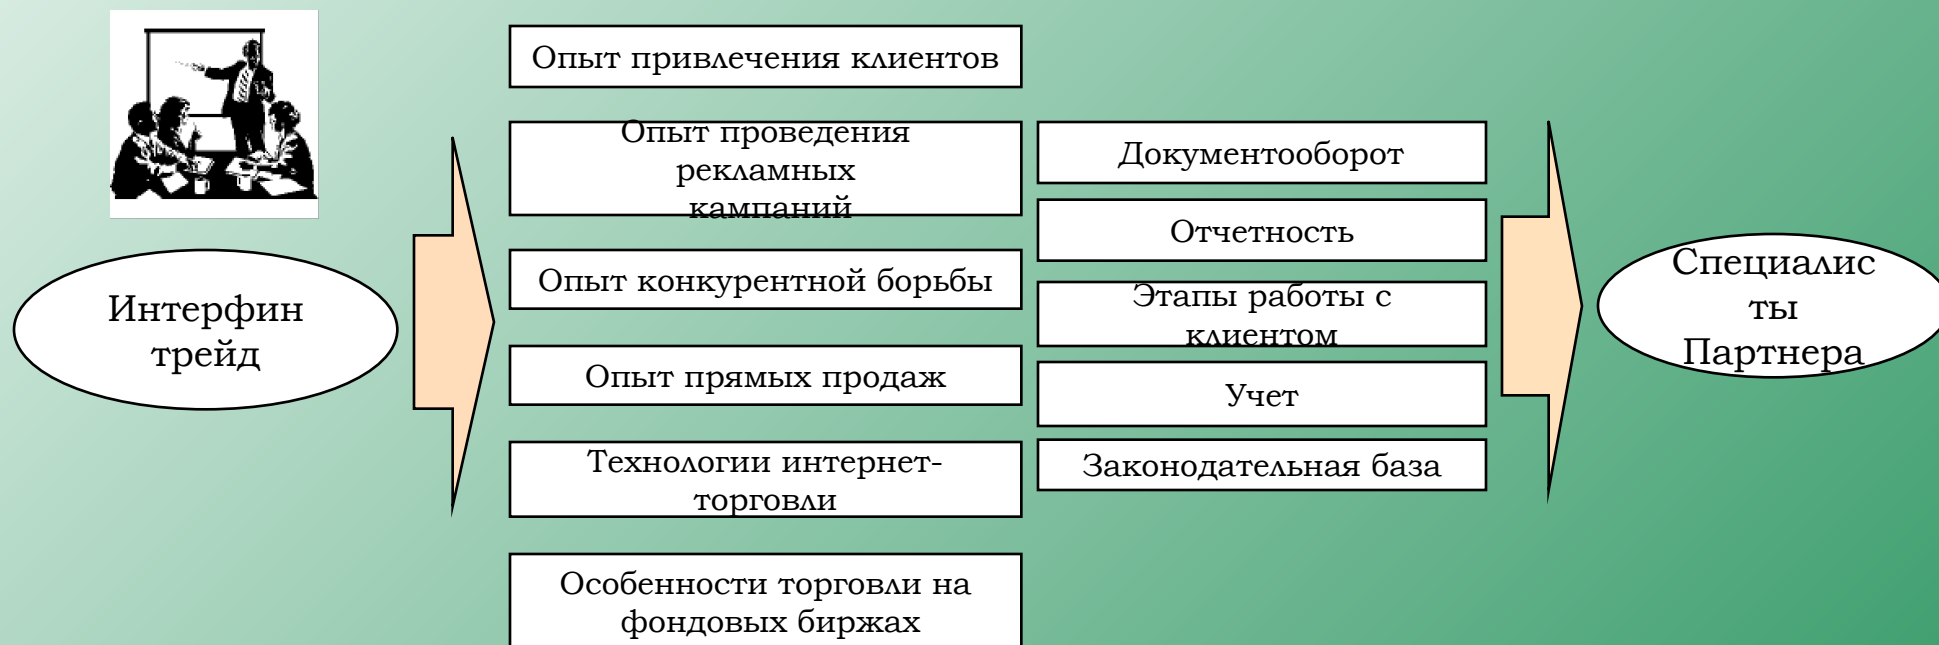 Опыт привлечения клиентов
Опыт проведения
рекламных
кампаний
Опыт конкурентной борьбы
Опыт прямых продаж
Технологии интернет-
торговли
Особенности торговли на
фондовых биржах
Документооборот
Отчетность
Этапы работы с
клиентом
Учет
Законодательная база
Интерфин
трейд
Специалис
ты
Партнера